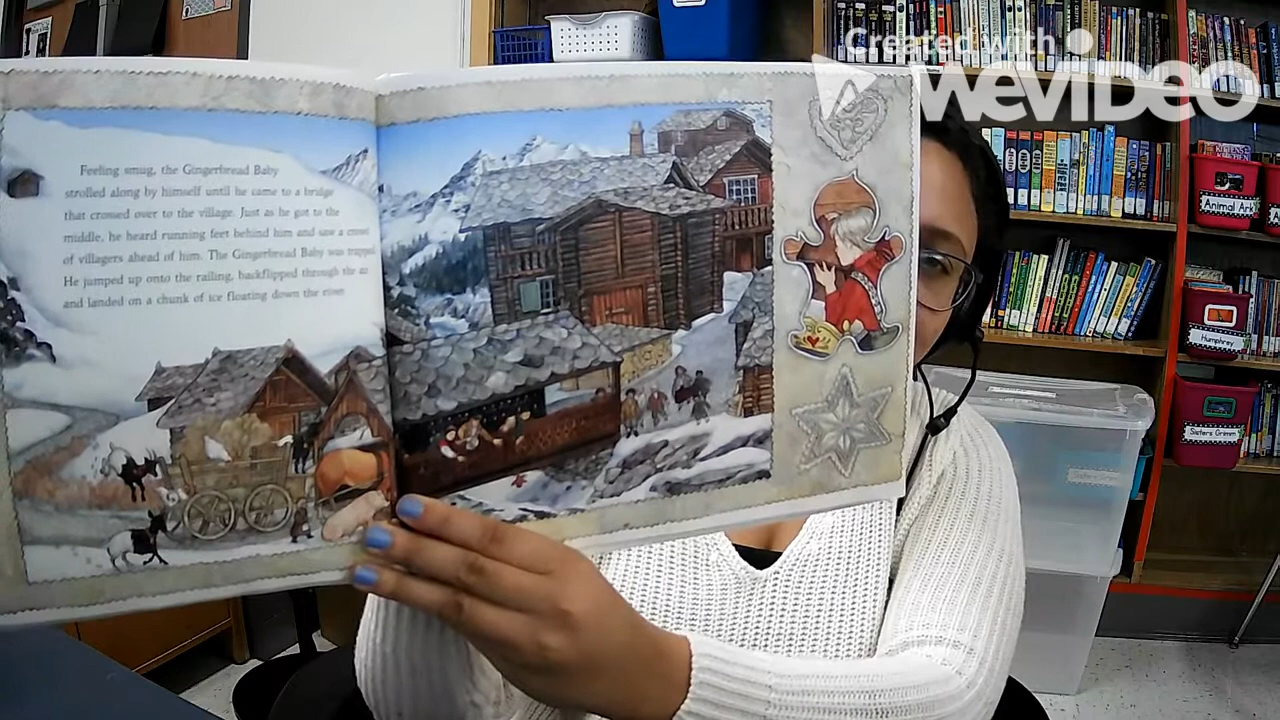 Created with
WeVideo
Feeling smug, the Gingerbread Baby
strolled along by himself until he came to a bridge
that crossed over to the village. Just as he got to the
middle, he heard running feet behind him and saw a crowd
of villagers ahead of him. The Gingerbread Baby was trapped.
He jumped up onto the railing, backflipped through the air
and landed on a chunk of ice floating down the river.
Animal Ark
Humphrey
Sisters Grimm